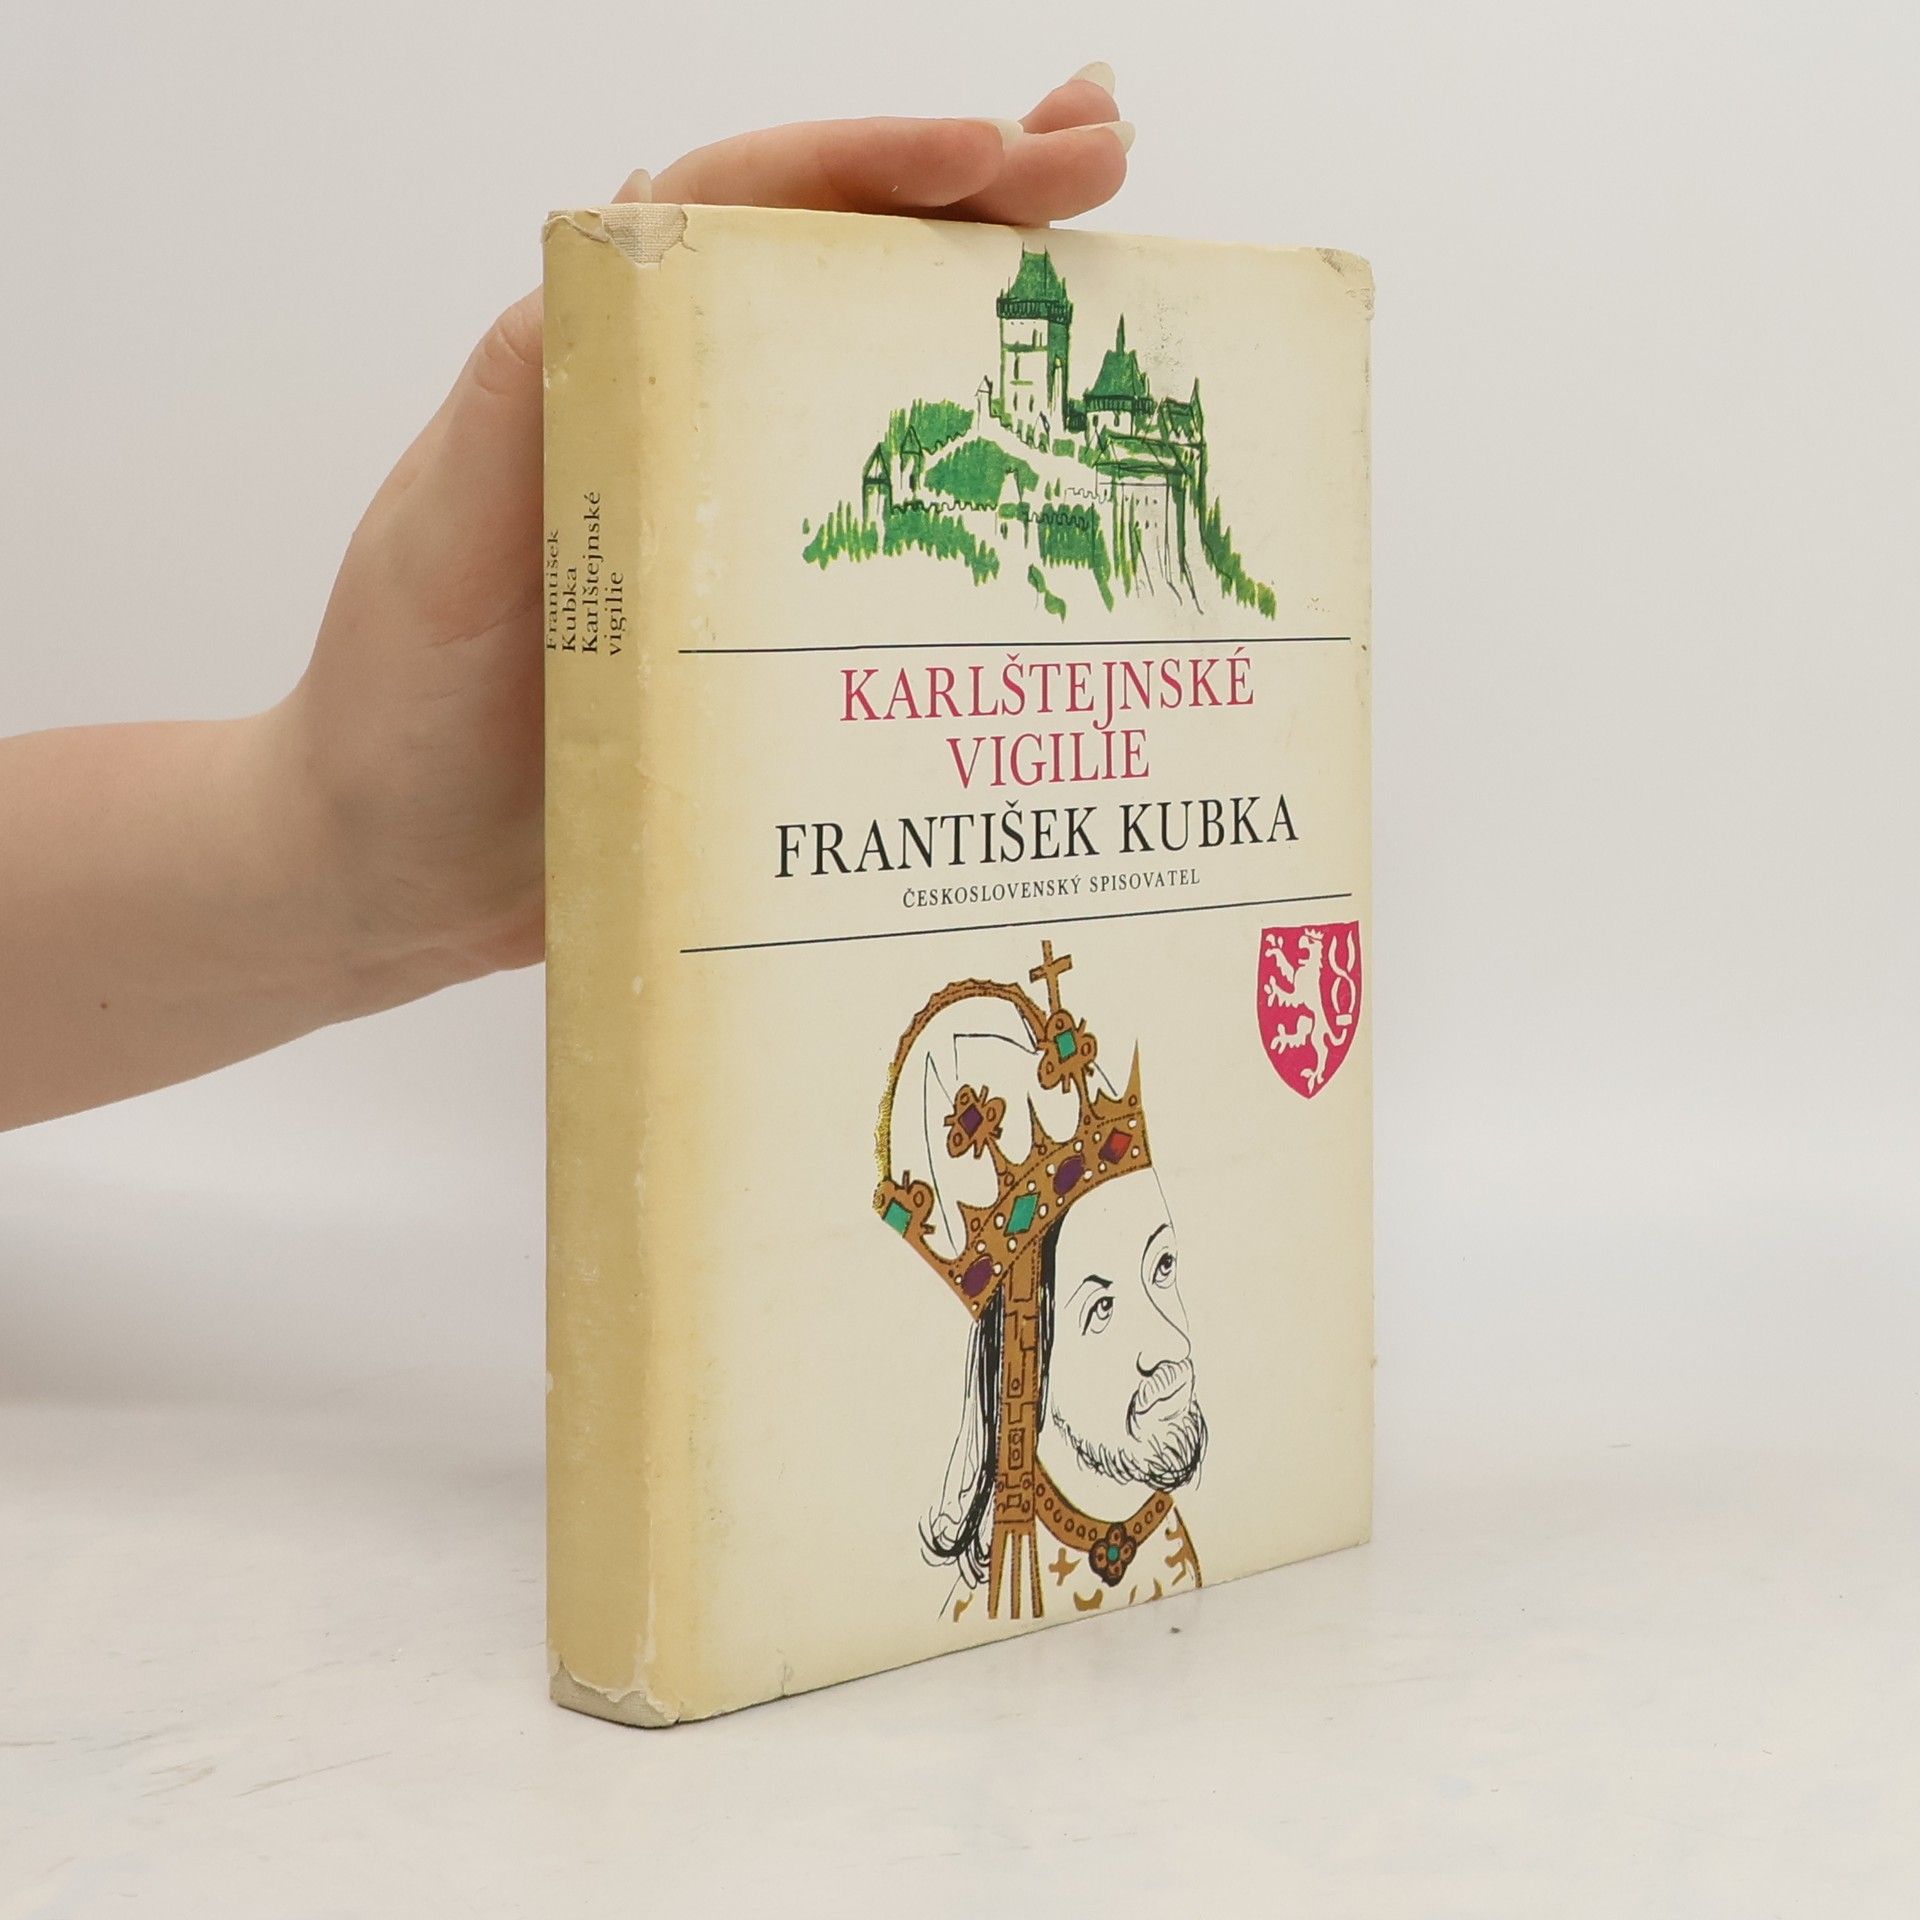 František
Kubka
Karlštejnské
vigilie
KARLŠTEJNSKÉ
VIGILIE
FRANTIŠEK KUBKA
ČESKOSLOVENSKÝ SPISOVATEL